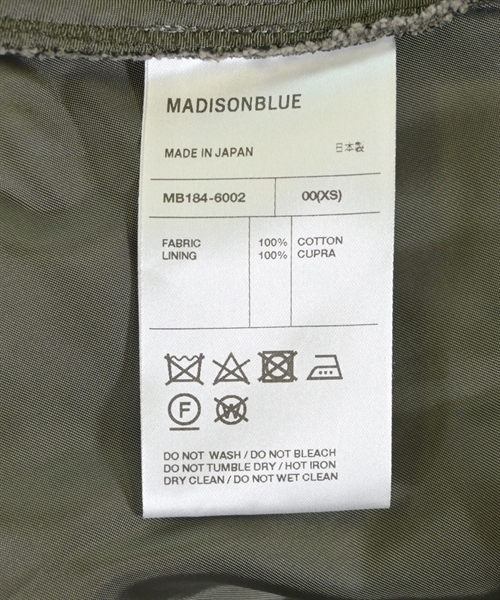 MADISONBLUE
MADE IN JAPAN 日本製
MB184-6002 00(XS)
FABRIC 100% COTTON
LINING 100% CUPRA
F W
DO NOT WASH / DO NOT BLEACH
DO NOT TUMBLE DRY / HOT IRON
DRY CLEAN / DO NOT WET CLEAN